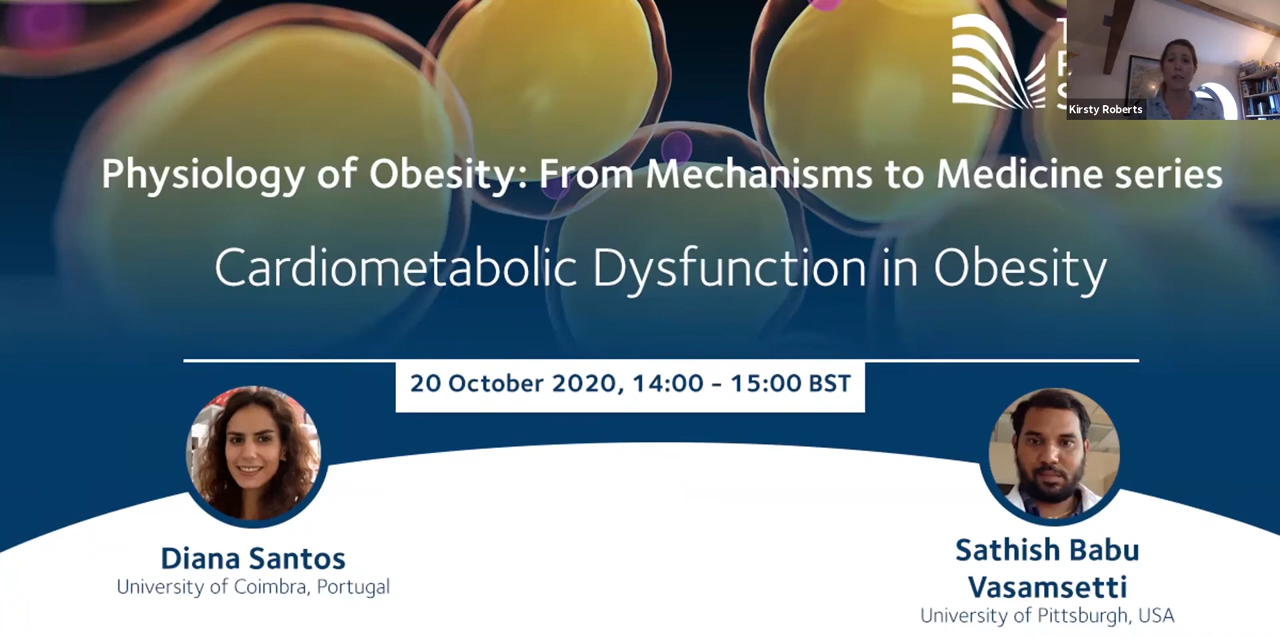 Kirsty Roberts
Physiology of Obesity: From Mechanisms to Medicine series
Cardiometabolic Dysfunction in Obesity
20 October 2020, 14:00 – 15:00 BST
Diana Santos
University of Coimbra, Portugal
Sathish Babu
Vasamsetti
University of Pittsburgh, USA